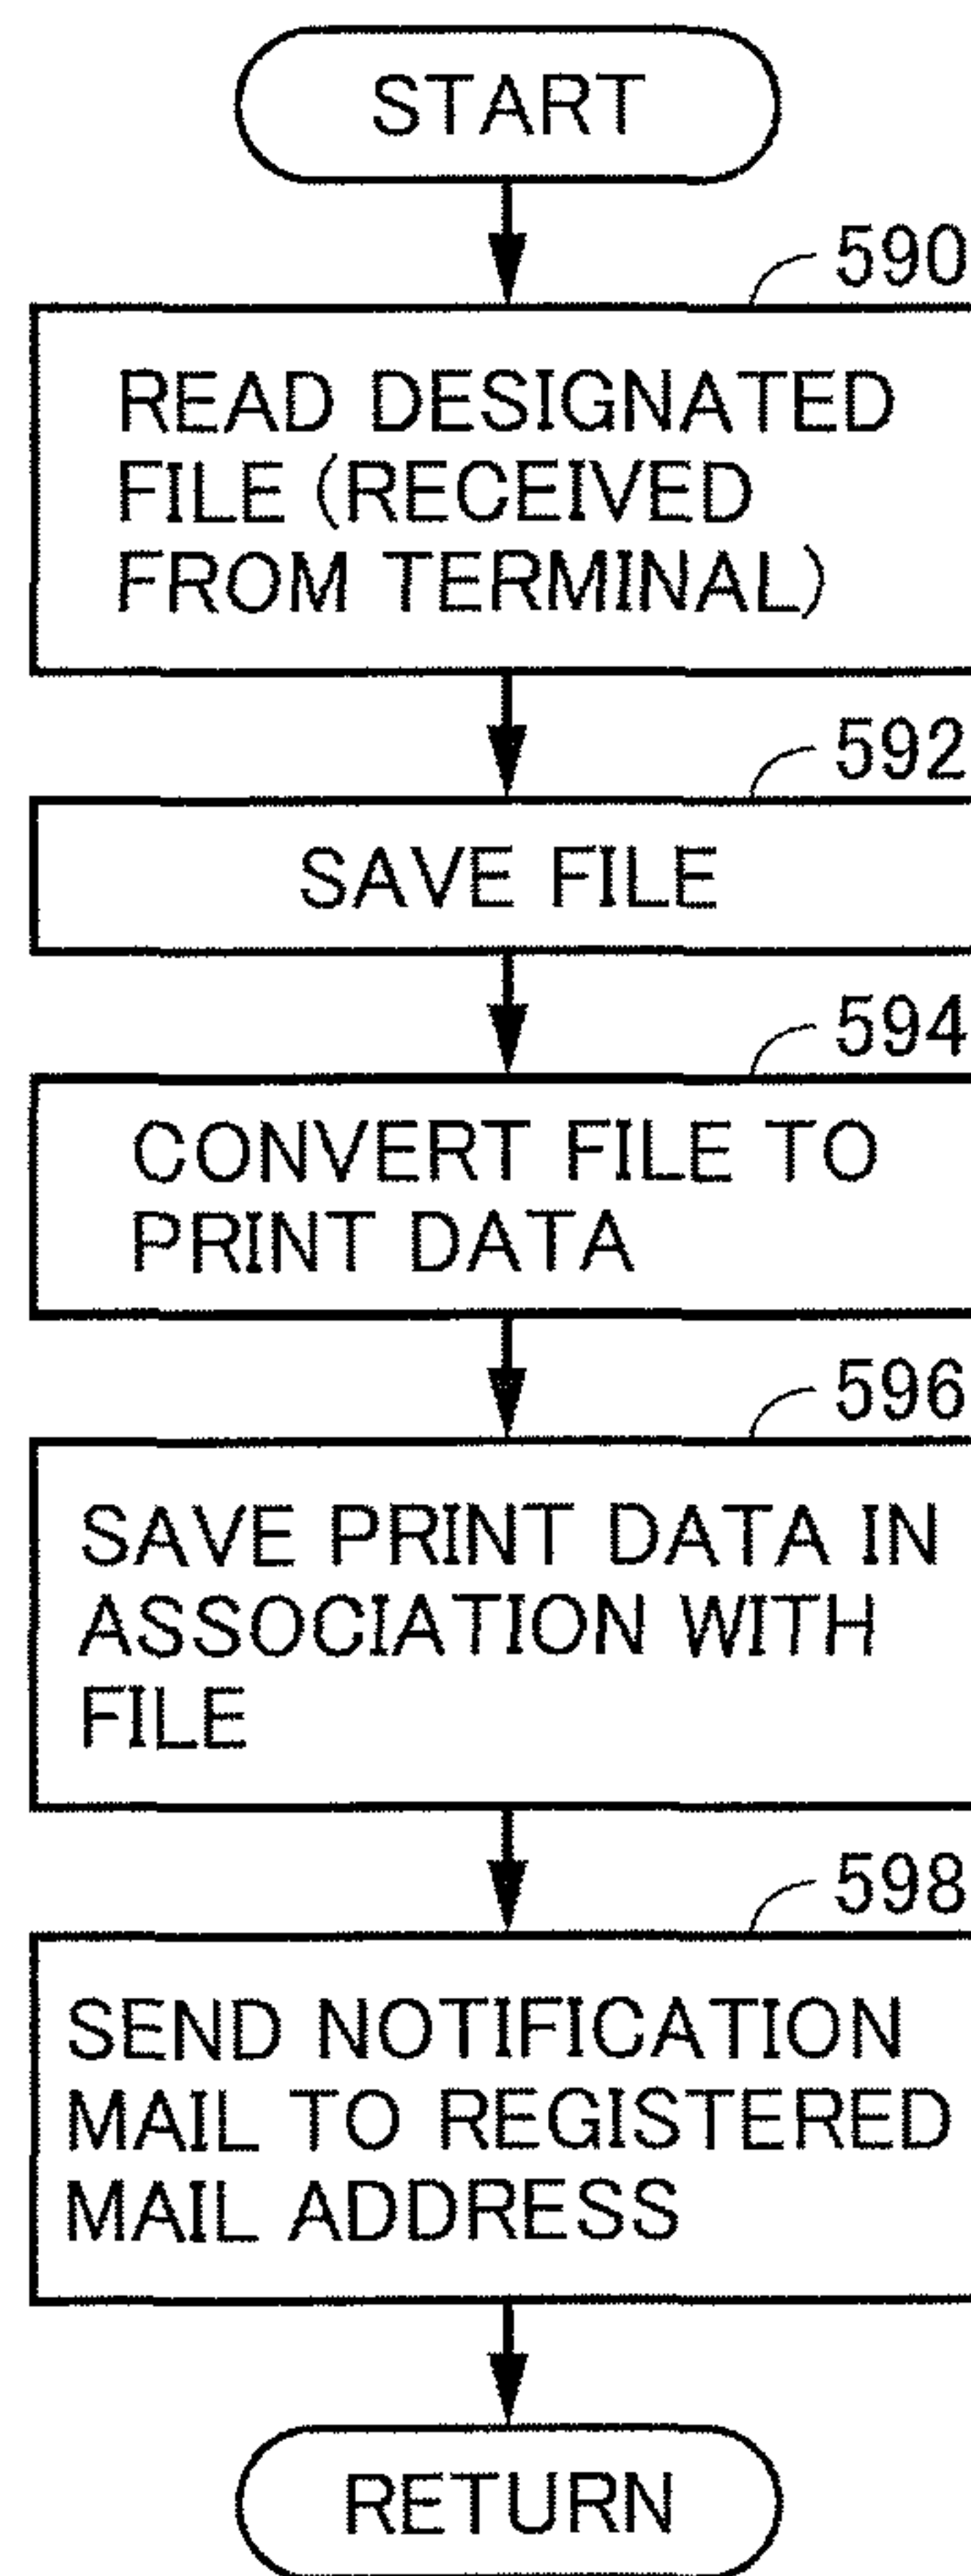 START
590
READ DESIGNATED
FILE (RECEIVED
FROM TERMINAL)
592
SAVE FILE
594
CONVERT FILE TO
PRINT DATA
596
SAVE PRINT DATA IN
ASSOCIATION WITH
FILE
598
SEND NOTIFICATION
MAIL TO REGISTERED
MAIL ADDRESS
RETURN